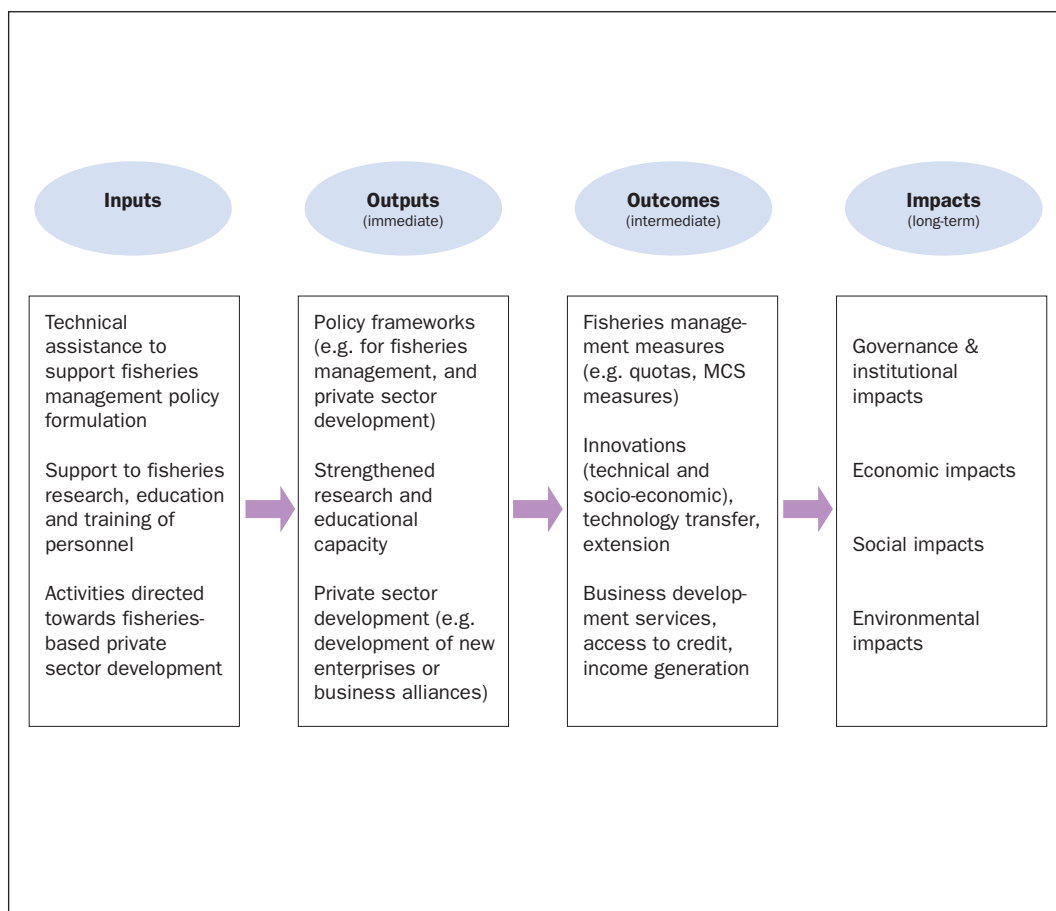 Inputs
Outputs
(immediate)
Outcomes
(intermediate)
Impacts
(long-term)
Technical
assistance to
support fisheries
management policy
formulation
Support to fisheries
research, education
and training of
personnel
Activities directed
towards fisheries-
based private
sector development
Policy frameworks
(e.g. for fisheries
management, and
private sector
development)
Strengthened
research and
educational
capacity
Private sector
development (e.g.
development of new
enterprises or
business alliances)
Fisheries manage-
ment measures
(e.g. quotas, MCS
measures)
Innovations
(technical and
socio-economic),
technology transfer,
extension
Business develop-
ment services,
access to credit,
income generation
Governance &
institutional
impacts
Economic impacts
Social impacts
Environmental
impacts